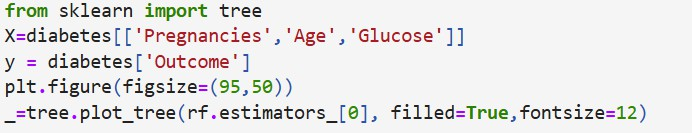 from sklearn import tree
X=diabetes[['Pregnancies','Age','Glucose']]
y = diabetes['Outcome']
plt.figure(figsize=(95,50))
_=tree.plot_tree(rf.estimators_[0], filled=True,fontsize=12)